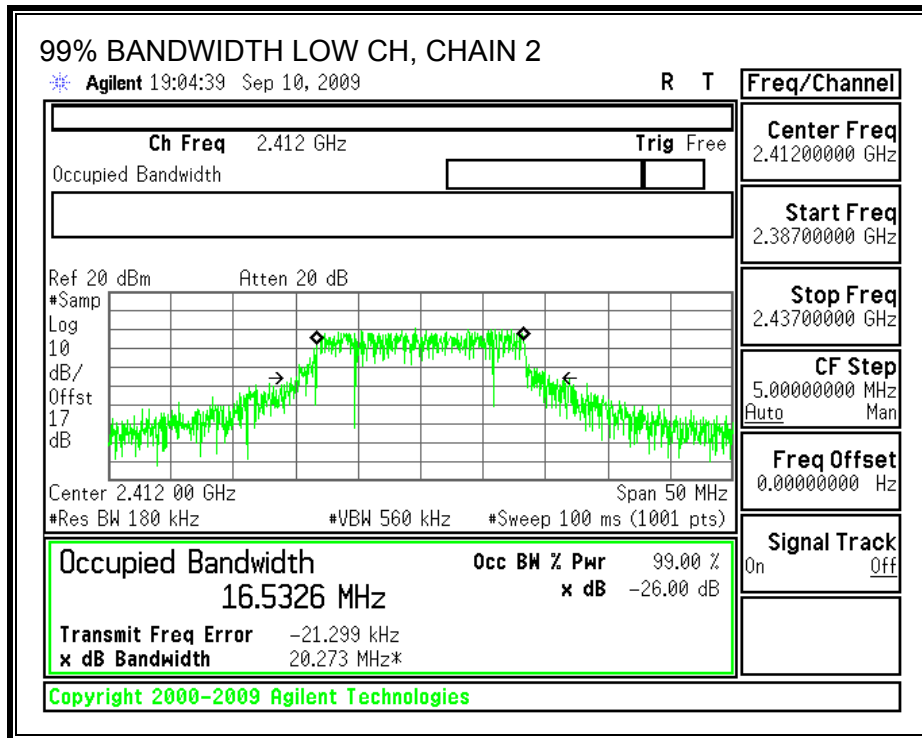 99% BANDWIDTH LOW CH, CHAIN 2
Agilent 19:04:39 Sep 10, 2009 R T
Freq/Channel
Ch Freq 2.412 GHz Trig Free
Occupied Bandwidth
Center Freq
2.41200000 GHz
Start Freq
2.38700000 GHz
Stop Freq
2.43700000 GHz
CF Step
5.00000000 MHz
Auto Man
Freq Offset
0.00000000 Hz
Signal Track
On Off
Ref 20 dBm Atten 20 dB
#Samp
Log
10
dB/
Offst
17
dB
Center 2.412 00 GHz Span 50 MHz
#Res BW 180 kHz #VBW 560 kHz #Sweep 100 ms (1001 pts)
Occupied Bandwidth Occ BW % Pwr 99.00 %
16.5326 MHz x dB -26.00 dB
Transmit Freq Error -21.299 kHz
x dB Bandwidth 20.273 MHz*
Copyright 2000-2009 Agilent Technologies